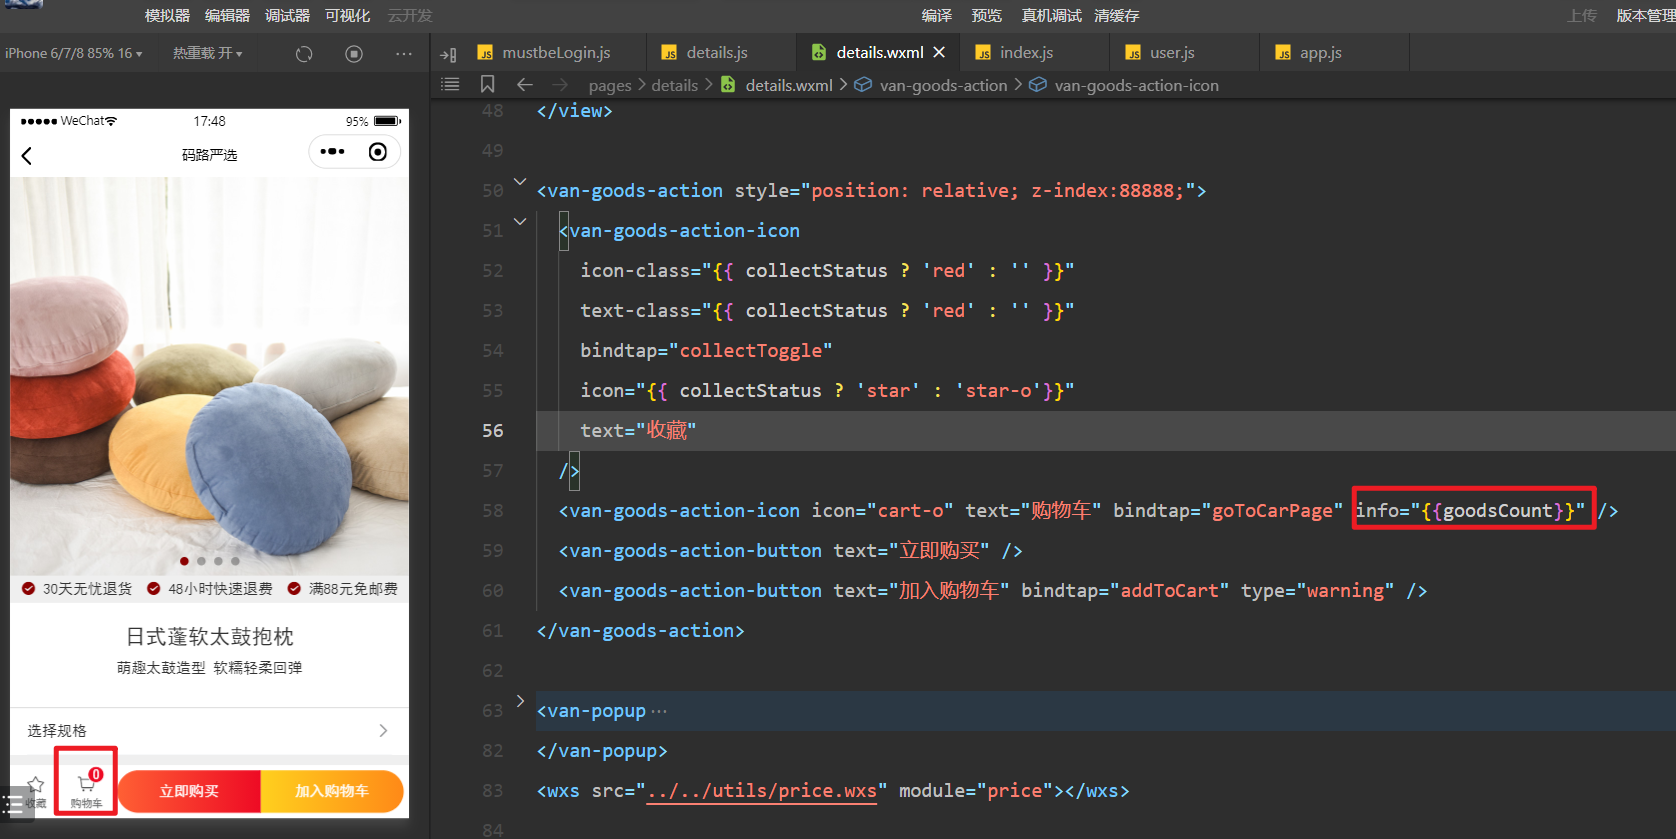 模拟器 编辑器 调试器 可视化 云开发 编译 预览 真机调试 清缓存 上传 版本管理
iPhone 6/7/8 85% 16 热重载 开
mustbeLogin.js details.js details.wxml index.js user.js app.js
pages details details.wxml van-goods-action van-goods-action-icon
WeChat 17:48 95%
码路严选
30天无忧退货 48小时快速退费 满88元免邮费
日式蓬软太鼓抱枕
萌趣太鼓造型 软糯轻柔回弹
选择规格
收藏 0 购物车 立即购买 加入购物车
48 </view>
49
50 <van-goods-action style="position: relative; z-index:88888;">
51 <van-goods-action-icon
52 icon-class="{{ collectStatus ? 'red' : '' }}"
53 text-class="{{ collectStatus ? 'red' : '' }}"
54 bindtap="collectToggle"
55 icon="{{ collectStatus ? 'star' : 'star-o'}}"
56 text="收藏"
57 />
58 <van-goods-action-icon icon="cart-o" text="购物车" bindtap="goToCarPage" info="{{goodsCount}}" />
59 <van-goods-action-button text="立即购买" />
60 <van-goods-action-button text="加入购物车" bindtap="addToCart" type="warning" />
61 </van-goods-action>
62
63 <van-popup ···
82 </van-popup>
83 <wxs src="../../utils/price.wxs" module="price"></wxs>
84